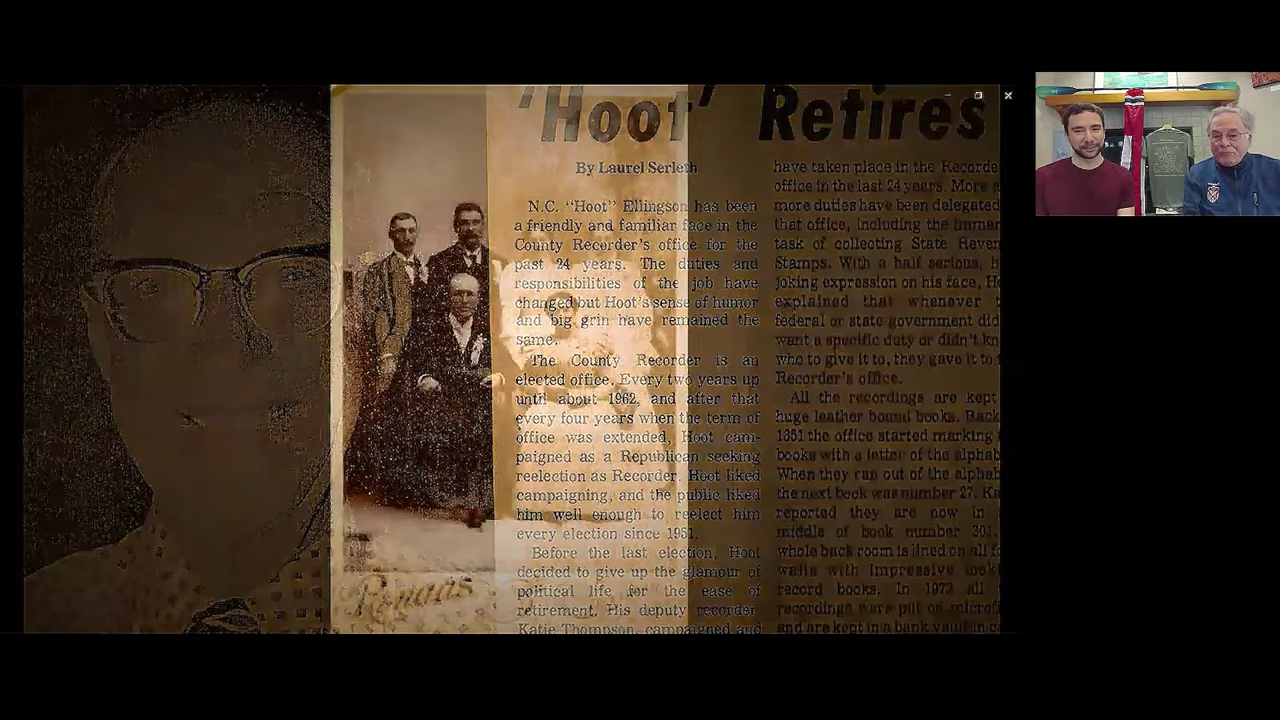 'Hoot' Retires
By Laurel Serleth
N.C. "Hoot" Ellingson has been
a friendly and familiar face in the
County Recorder's office for the
past 24 years. The duties and
responsibilities of the job have
changed but Hoot's sense of humor
and big grin have remained the
same.
The County Recorder is an
elected office. Every two years up
until about 1962, and after that
every four years when the term of
office was extended, Hoot cam-
paigned as a Republican seeking
reelection as Recorder. Hoot liked
campaigning, and the public liked
him well enough to reelect him
every election since 1951.
Before the last election, Hoot
decided to give up the glamour of
political life for the ease of
retirement. His deputy recorder
Katie Thompson, campaigned and
have taken place in the Recorde
office in the last 24 years. More a
more duties have been delegated
that office, including the immen
task of collecting State Reven
Stamps. With a half serious, h
joking expression on his face, H
explained that whenever t
federal or state government did
want a specific duty or didn't kn
who to give it to, they gave it to t
Recorder's office.
All the recordings are kept
huge leather bound books. Back
1851 the office started marking
books with a letter of the alphab
When they ran out of the alphab
the next book was number 27. Ka
reported they are now in
middle of book number 301.
whole back room is lined on all f
walls with impressive look
record books. In 1973 all
recordings were put on microfi
and are kept in a bank vault in c